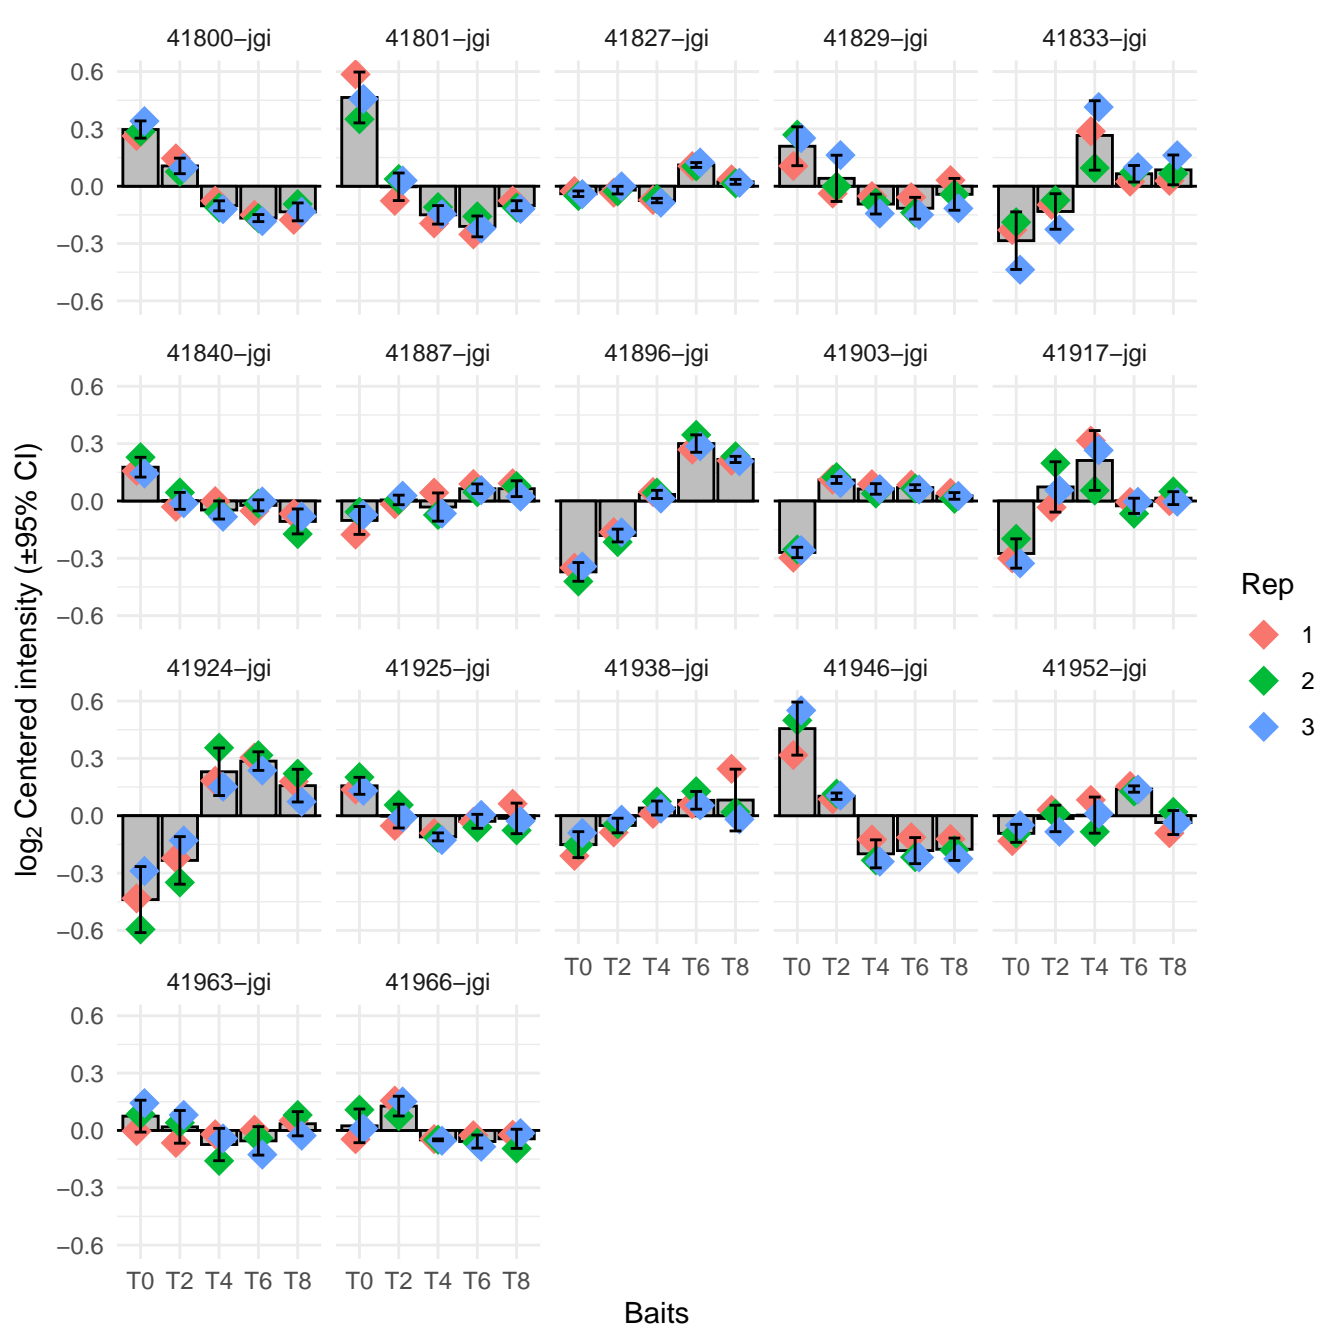 41800−jgi 41801−jgi 41827−jgi 41829−jgi 41833−jgi
0.6
0.3
0.0
−0.3
−0.6
41840−jgi 41887−jgi 41896−jgi 41903−jgi 41917−jgi
0.6
0.3
0.0
−0.3
−0.6
41924−jgi 41925−jgi 41938−jgi 41946−jgi 41952−jgi
0.6
0.3
0.0
−0.3
−0.6
T0 T2 T4 T6 T8 T0 T2 T4 T6 T8 T0 T2 T4 T6 T8
41963−jgi 41966−jgi
0.6
0.3
0.0
−0.3
−0.6
T0 T2 T4 T6 T8 T0 T2 T4 T6 T8
Baits
log₂ Centered intensity (±95% CI)
Rep
1
2
3